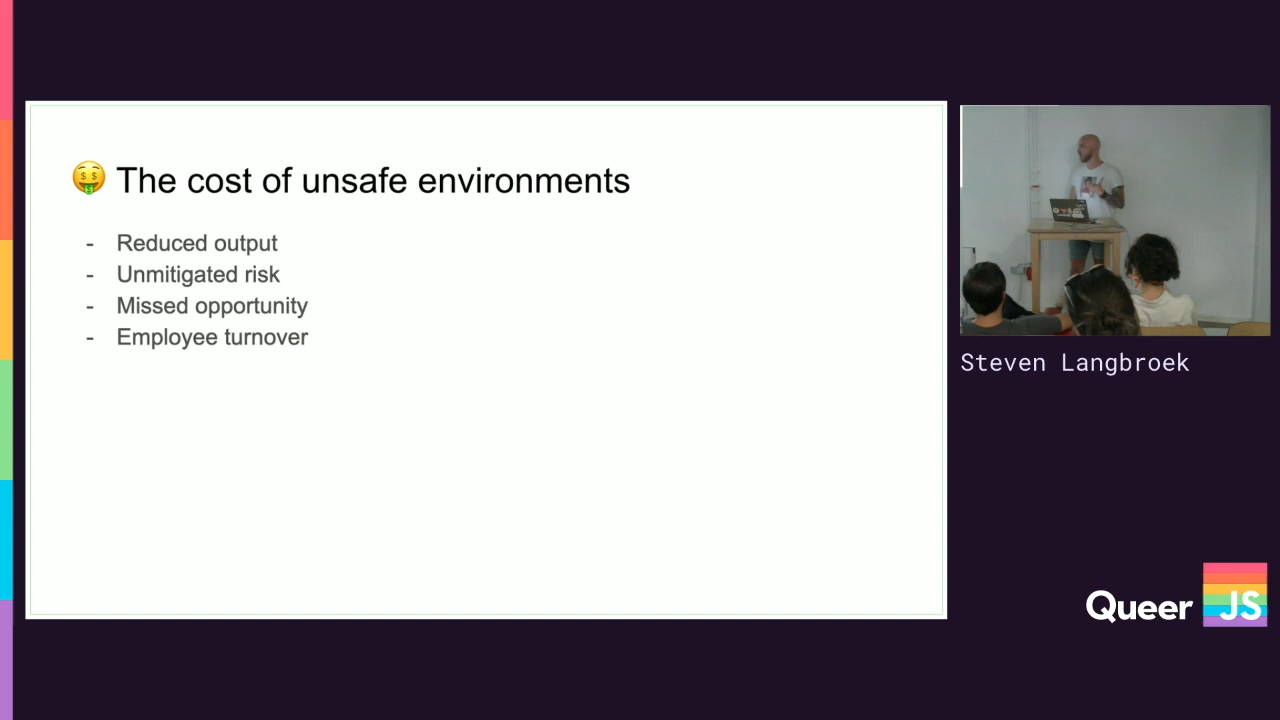 🤑 The cost of unsafe environments
- Reduced output
- Unmitigated risk
- Missed opportunity
- Employee turnover
Steven Langbroek
Queer JS